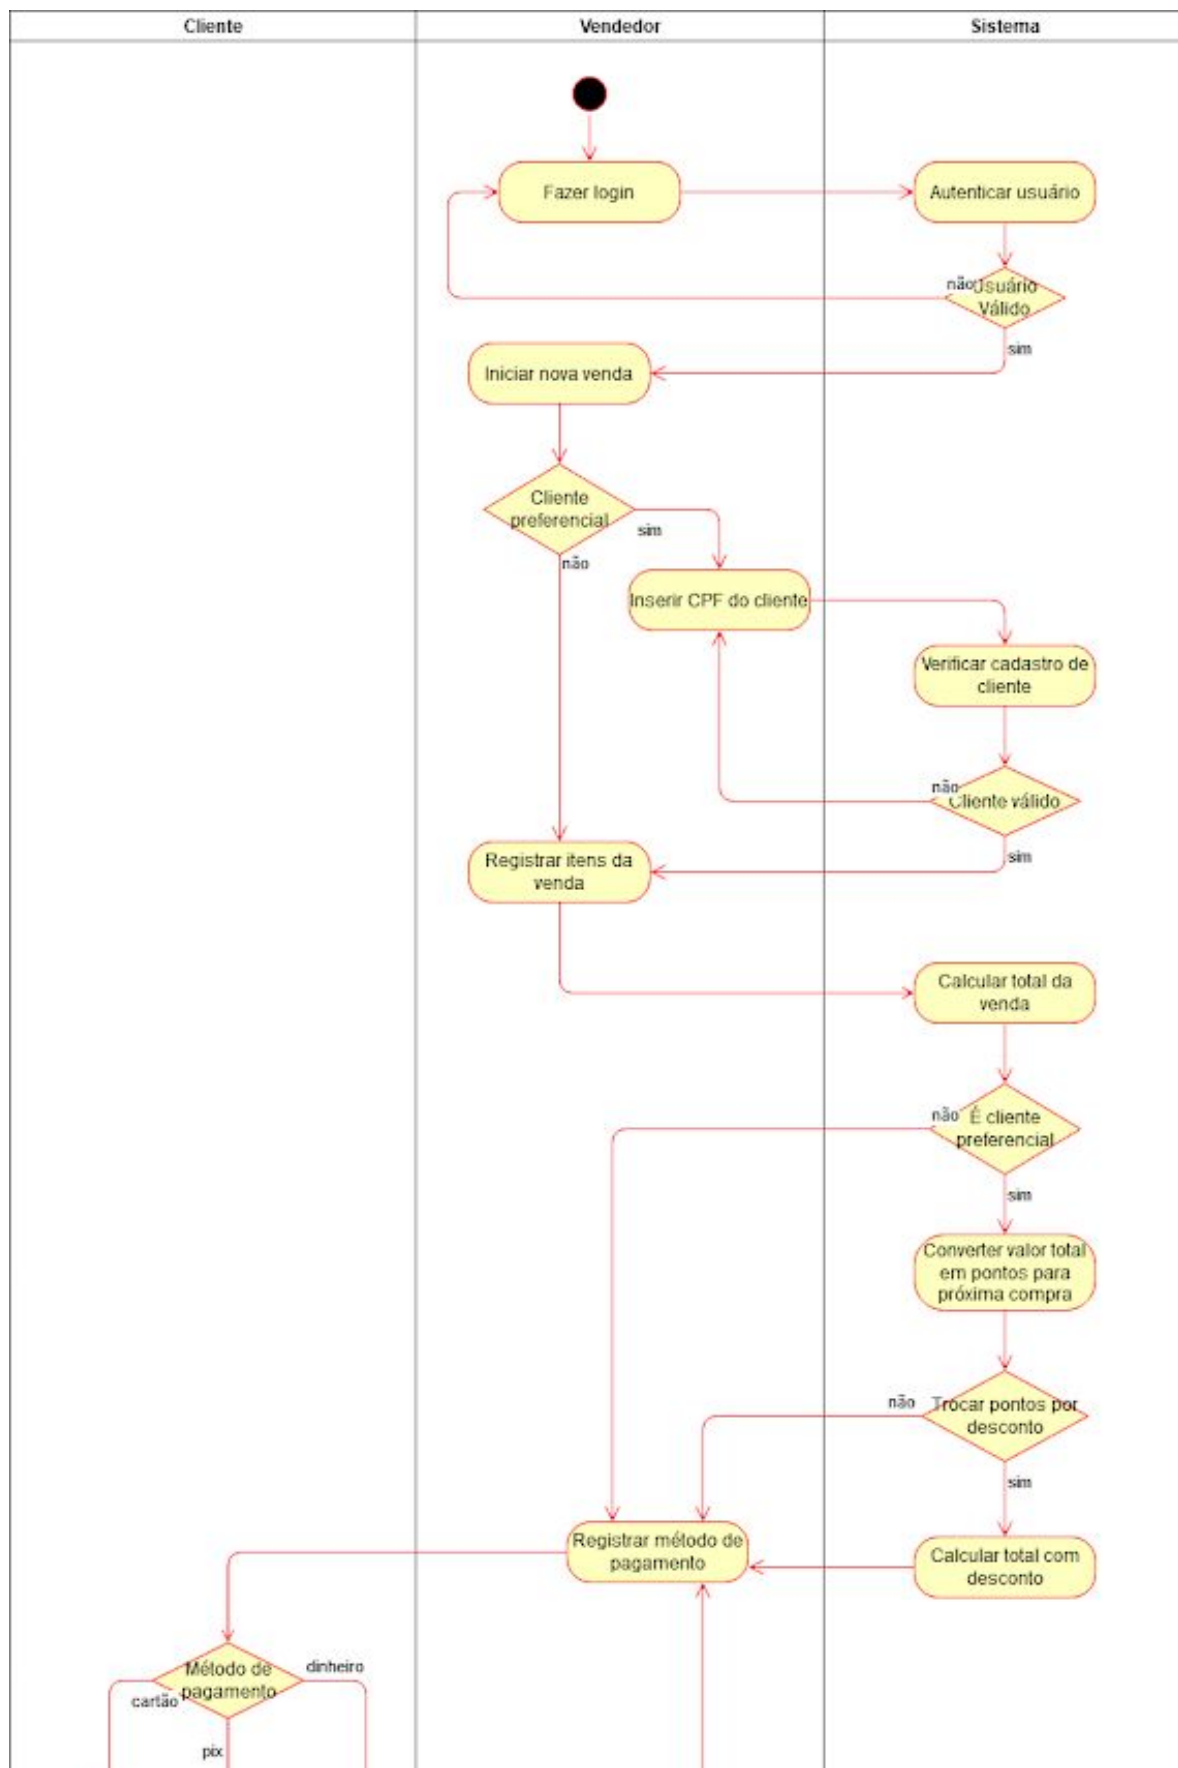 Cliente
Vendedor
Sistema
Fazer login
Autenticar usuário
não
Usuário
Válido
sim
Iniciar nova venda
Cliente
preferencial
sim
não
Inserir CPF do cliente
Verificar cadastro de
cliente
não
Cliente válido
sim
Registrar itens da
venda
Calcular total da
venda
não
É cliente
preferencial
sim
Converter valor total
em pontos para
próxima compra
não
Trocar pontos por
desconto
sim
Registrar método de
pagamento
Calcular total com
desconto
Método de
pagamento
dinheiro
cartão
pix